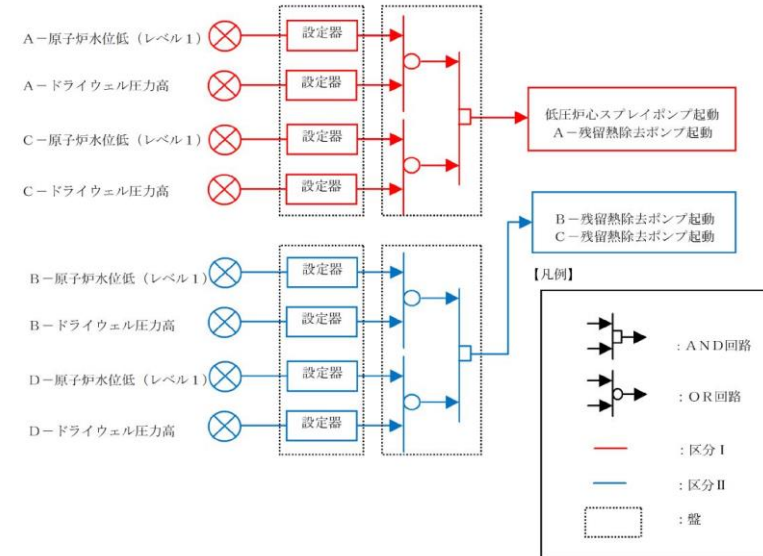 A－原子炉水位低（レベル１）
設定器
A－ドライウェル圧力高
設定器
C－原子炉水位低（レベル１）
設定器
C－ドライウェル圧力高
設定器
低圧炉心スプレイポンプ起動
A－残留熱除去ポンプ起動
B－残留熱除去ポンプ起動
C－残留熱除去ポンプ起動
B－原子炉水位低（レベル１）
設定器
B－ドライウェル圧力高
設定器
D－原子炉水位低（レベル１）
設定器
D－ドライウェル圧力高
設定器
【凡例】
：AND回路
：OR回路
：区分Ⅰ
：区分Ⅱ
：盤